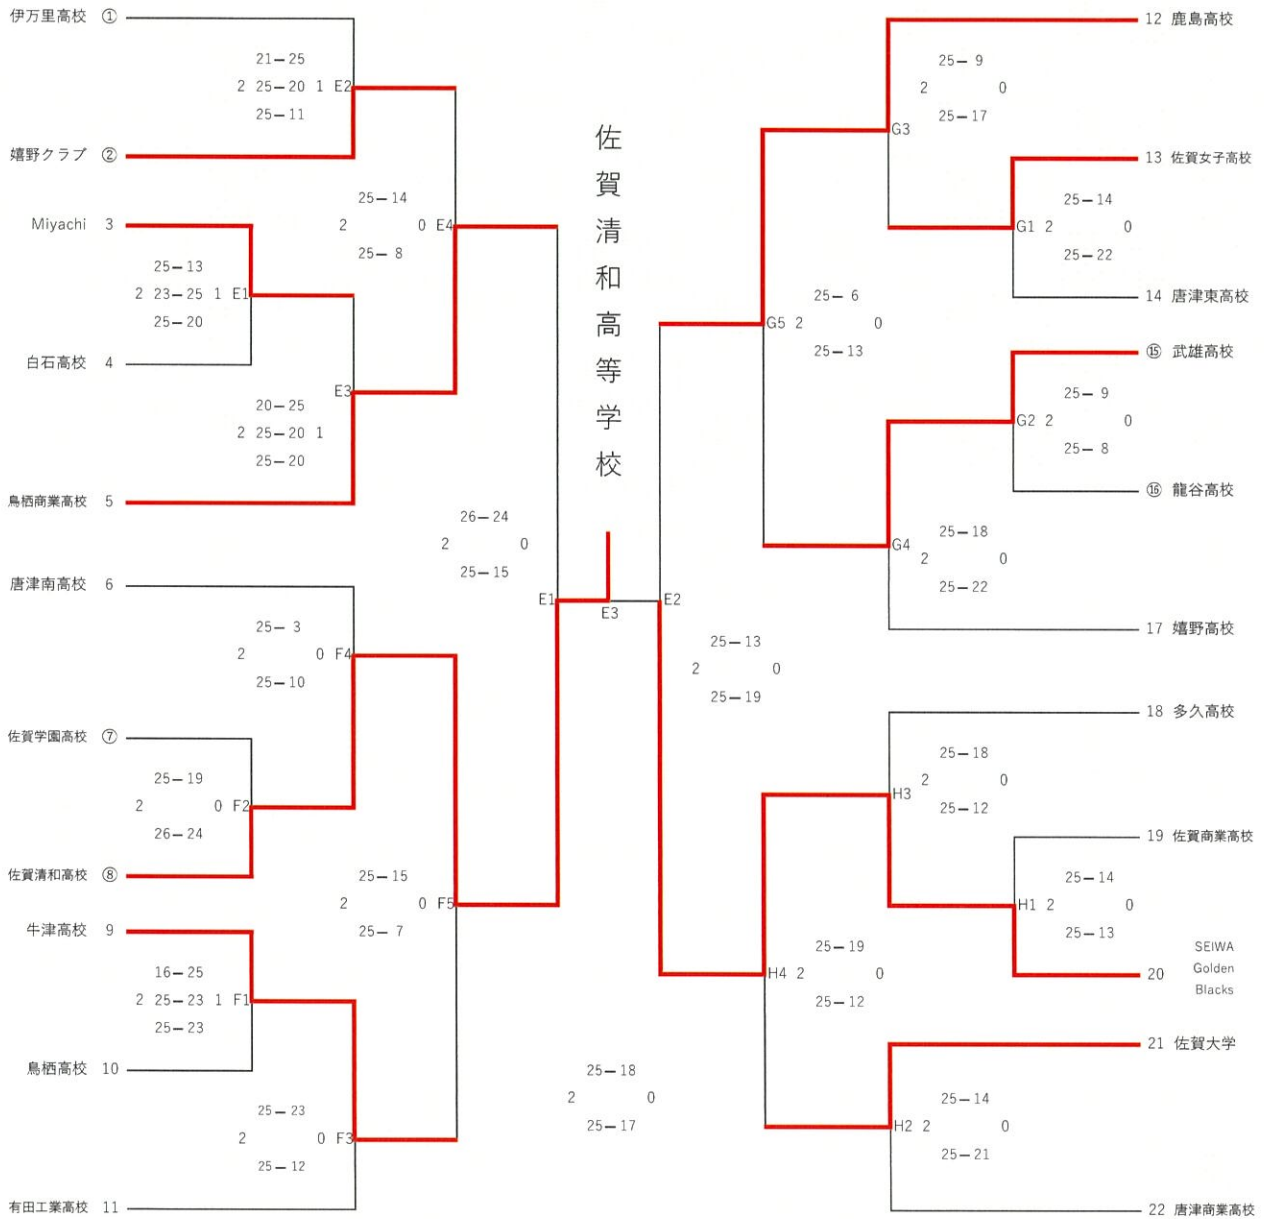 伊万里高校 ①
21−25
2 25−20 1 E2
25−11
嬉野クラブ ②
25−14
2 0 E4
25−8
Miyachi 3
25−13
2 23−25 1 E1
25−20
白石高校 4
E3
20−25
2 25−20 1
25−20
鳥栖商業高校 5
26−24
2 0
25−15
E1
唐津南高校 6
25−3
2 0 F4
25−10
佐賀学園高校 ⑦
25−19
2 0 F2
26−24
佐賀清和高校 ⑧
25−15
2 0 F5
25−7
牛津高校 9
16−25
2 25−23 1 F1
25−23
鳥栖高校 10
25−23
2 0 F3
25−12
有田工業高校 11
佐賀清和高等学校
E3
25−18
2 0
25−17
12 鹿島高校
25−9
2 0
25−17
G3
13 佐賀女子高校
25−14
G1 2 0
25−22
14 唐津東高校
25−6
G5 2 0
25−13
⑮ 武雄高校
25−9
G2 2 0
25−8
⑯ 龍谷高校
25−18
G4
2 0
25−22
17 嬉野高校
E2
25−13
2 0
25−19
18 多久高校
25−18
2 0
H3
25−12
19 佐賀商業高校
25−14
H1 2 0
25−13
20 SEIWA
Golden
Blacks
25−19
H4 2 0
25−12
21 佐賀大学
25−14
H2 2 0
25−21
22 唐津商業高校